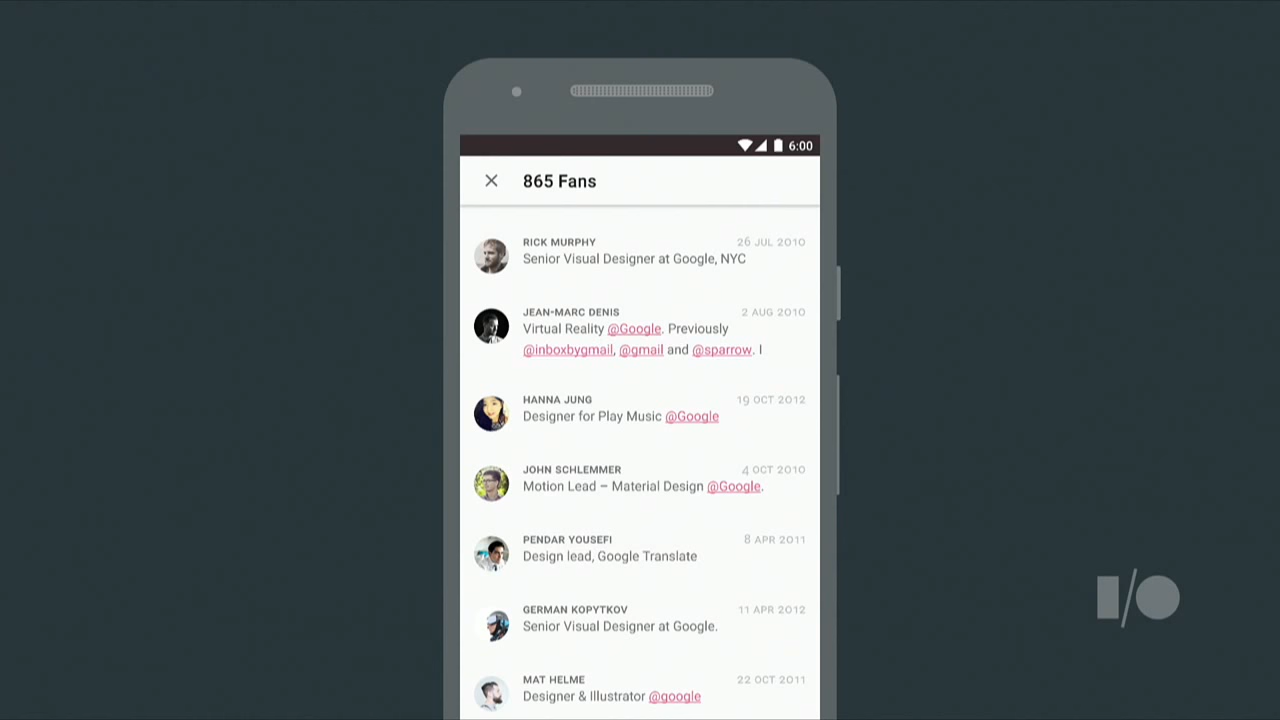 6:00
865 Fans
RICK MURPHY 26 JUL 2010
Senior Visual Designer at Google, NYC
JEAN-MARC DENIS 2 AUG 2010
Virtual Reality @Google. Previously
@inboxbygmail, @gmail and @sparrow. I
HANNA JUNG 19 OCT 2012
Designer for Play Music @Google
JOHN SCHLEMMER 4 OCT 2010
Motion Lead – Material Design @Google.
PENDAR YOUSEFI 8 APR 2011
Design lead, Google Translate
GERMAN KOPYTKOV 11 APR 2012
Senior Visual Designer at Google.
MAT HELME 22 OCT 2011
Designer & Illustrator @google
I/O